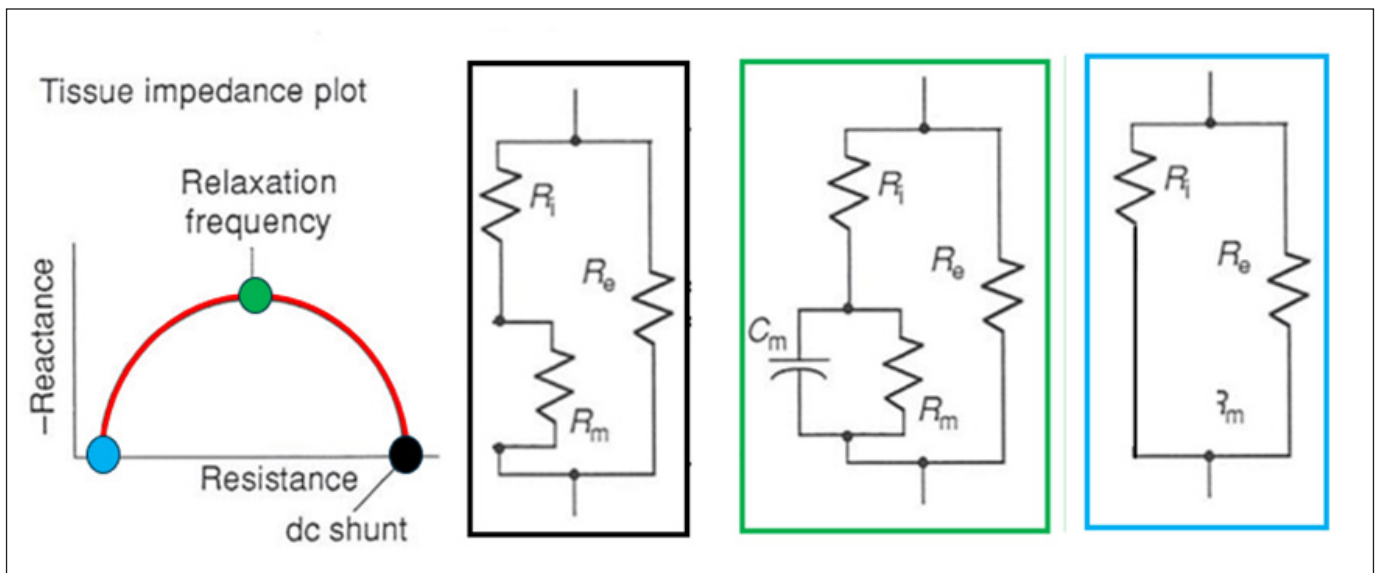 Tissue impedance plot
Relaxation
frequency
−Reactance
Resistance
dc shunt
Ri
Re
Rm
Ri
Re
Cm
Rm
Ri
Re